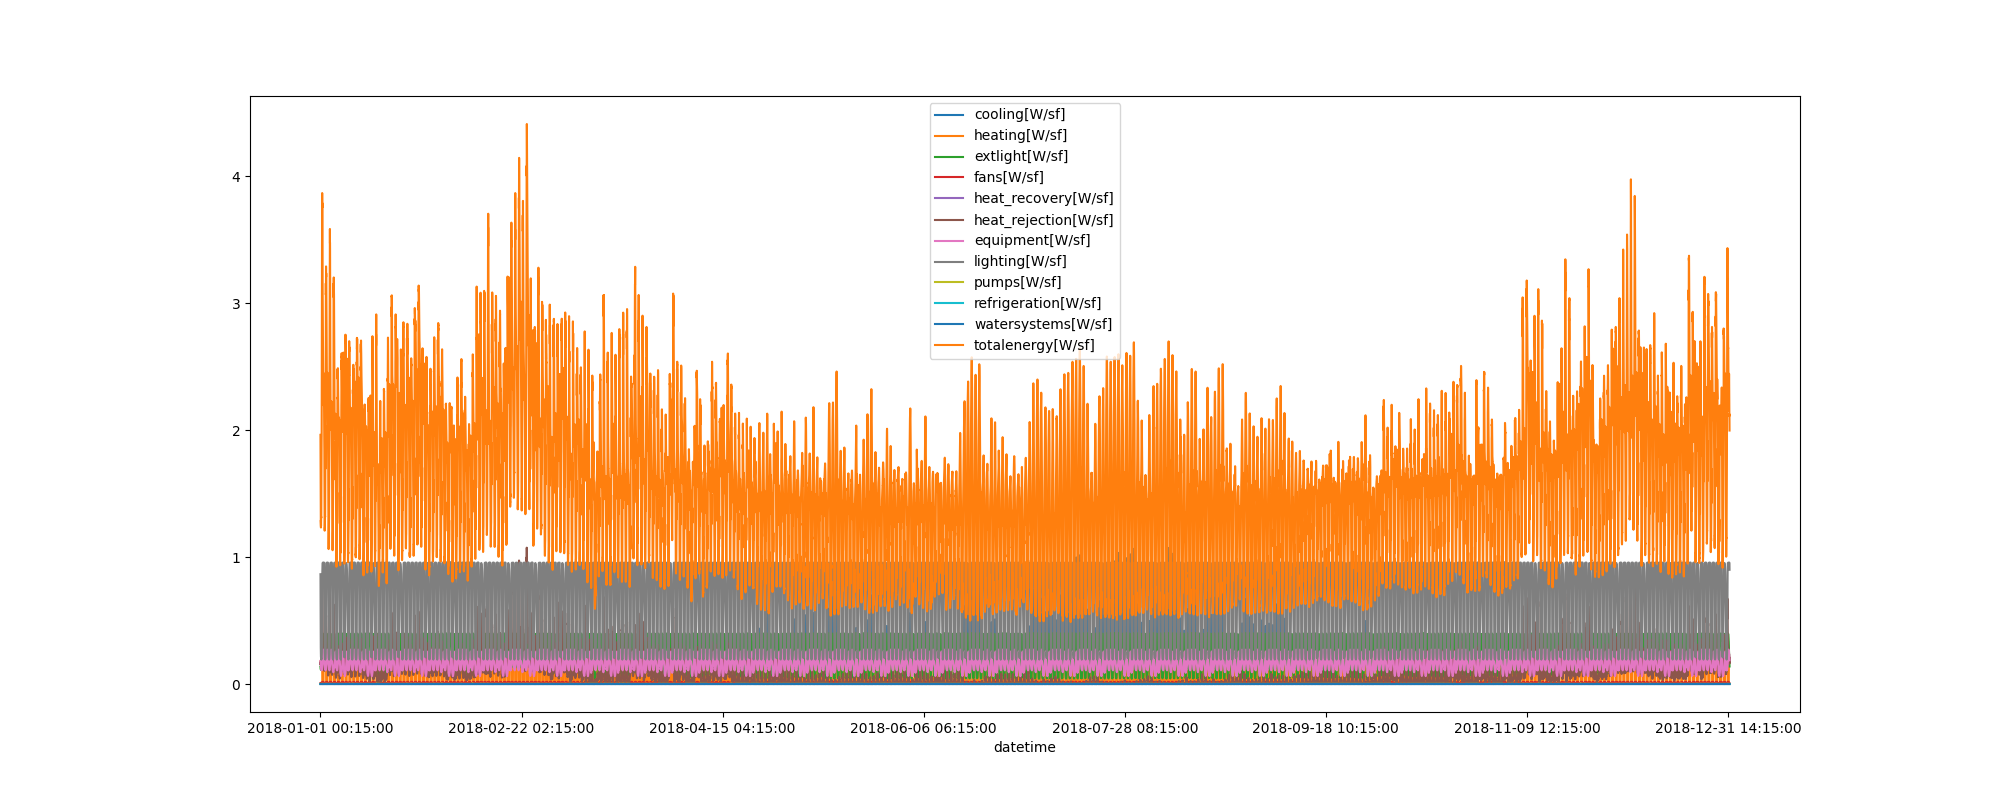 cooling[W/sf]
heating[W/sf]
extlight[W/sf]
fans[W/sf]
heat_recovery[W/sf]
heat_rejection[W/sf]
equipment[W/sf]
lighting[W/sf]
pumps[W/sf]
refrigeration[W/sf]
watersystems[W/sf]
totalenergy[W/sf]
4
3
2
1
0
2018-01-01 00:15:00 2018-02-22 02:15:00 2018-04-15 04:15:00 2018-06-06 06:15:00 2018-07-28 08:15:00 2018-09-18 10:15:00 2018-11-09 12:15:00 2018-12-31 14:15:00
datetime